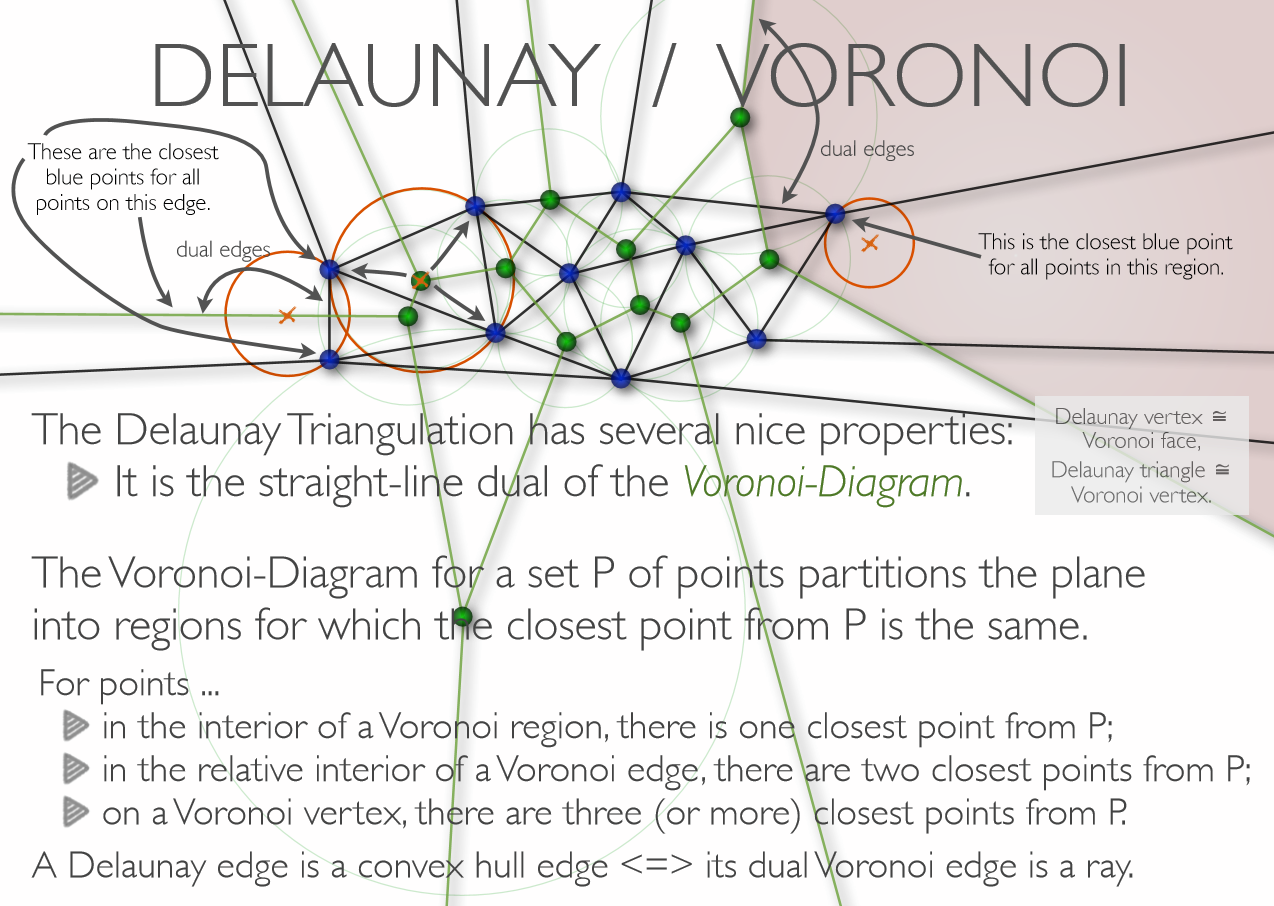 DELAUNAY / VORONOI
These are the closest
blue points for all
points on this edge.
dual edges
dual edges
This is the closest blue point
for all points in this region.
The Delaunay Triangulation has several nice properties:
It is the straight-line dual of the Voronoi-Diagram.
Delaunay vertex ≅
Voronoi face,
Delaunay triangle ≅
Voronoi vertex.
The Voronoi-Diagram for a set P of points partitions the plane
into regions for which the closest point from P is the same.
For points ...
in the interior of a Voronoi region, there is one closest point from P;
in the relative interior of a Voronoi edge, there are two closest points from P;
on a Voronoi vertex, there are three (or more) closest points from P.
A Delaunay edge is a convex hull edge <=> its dual Voronoi edge is a ray.